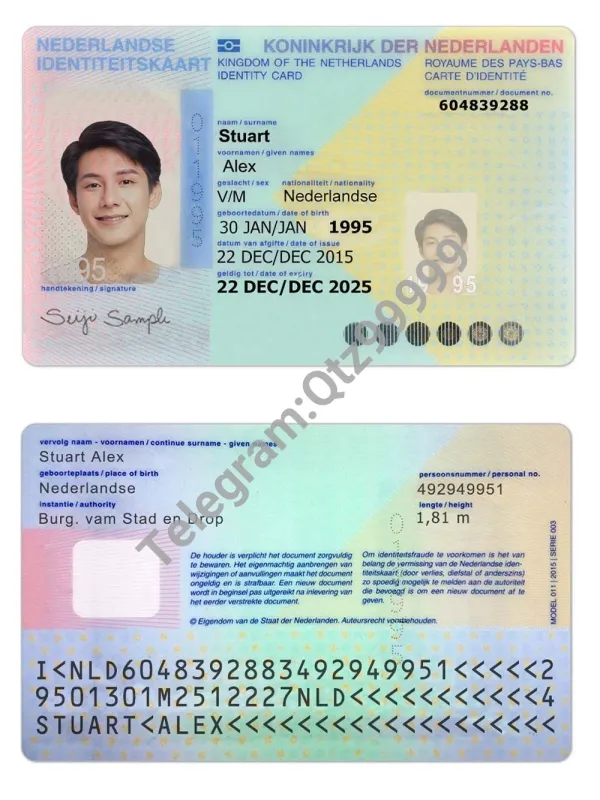 NEDERLANDSE
IDENTITEITSKAART
KONINKRIJK DER NEDERLANDEN
KINGDOM OF THE NETHERLANDS
IDENTITY CARD
ROYAUME DES PAYS-BAS
CARTE D'IDENTITÉ
documentnummer / document no.
604839288
naam / surname
Stuart
voornamen / given names
Alex
geslacht / sex nationaliteit / nationality
V/M Nederlandse
geboortedatum / date of birth
30 JAN/JAN 1995
datum van afgifte / date of issue
22 DEC/DEC 2015
geldig tot / date of expiry
22 DEC/DEC 2025
95
95
handtekening / signature
Telegram:Qtz99999
vervolg naam - voornamen / continue surname - given names
Stuart Alex
geboorteplaats / place of birth
Nederlandse
instantie / authority
Burg. vam Stad en Drop
persoonsnummer / personal no.
492949951
lengte / height
1,81 m
De houder is verplicht het document zorgvuldig
te bewaren. Het eigenmachtig aanbrengen van
wijzigingen of aanvullingen maakt het document
ongeldig en is strafbaar. Een nieuw document
wordt in beginsel pas uitgereikt na inlevering van
het eerder verstrekte document.
Om identiteitsfraude te voorkomen is het van
belang de vermissing van de Nederlandse iden-
titeitskaart (door verlies, diefstal of anderszins)
zo spoedig mogelijk te melden aan de autoriteit
die bevoegd is om een nieuw document af te
geven.
© Eigendom van de Staat der Nederland. Auteursrecht voorbehouden.
MODEL 011 | 2015 | SERIE 003
I<NLD6048392883492949951<<<<<2
9501301M2512227NLD<<<<<<<<<<<4
STUART<ALEX<<<<<<<<<<<<<<<<<<<